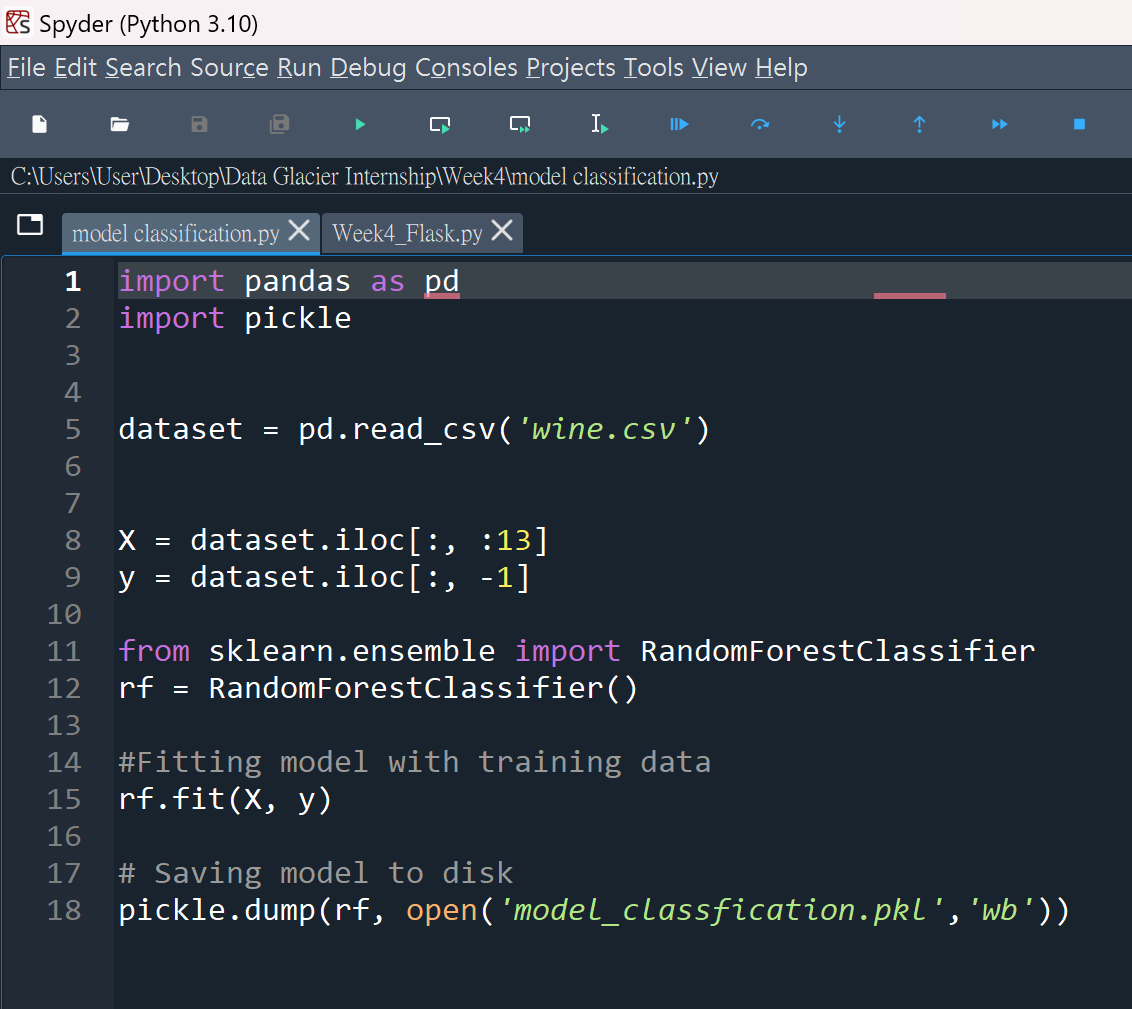 Spyder (Python 3.10)
File Edit Search Source Run Debug Consoles Projects Tools View Help
C:\Users\User\Desktop\Data Glacier Internship\Week4\model classification.py
model classification.py Week4_Flask.py
1 import pandas as pd
2 import pickle
3
4
5 dataset = pd.read_csv('wine.csv')
6
7
8 X = dataset.iloc[:, :13]
9 y = dataset.iloc[:, -1]
10
11 from sklearn.ensemble import RandomForestClassifier
12 rf = RandomForestClassifier()
13
14 #Fitting model with training data
15 rf.fit(X, y)
16
17 # Saving model to disk
18 pickle.dump(rf, open('model_classfication.pkl','wb'))